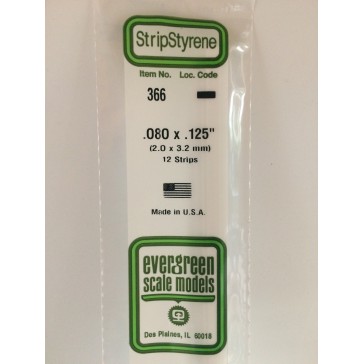 StripStyrene
Item No. Loc. Code
366
.080 x .125"
(2.0 x 3.2 mm)
12 Strips
Made in U.S.A.
evergreen
scale models
Des Plaines, IL 60018